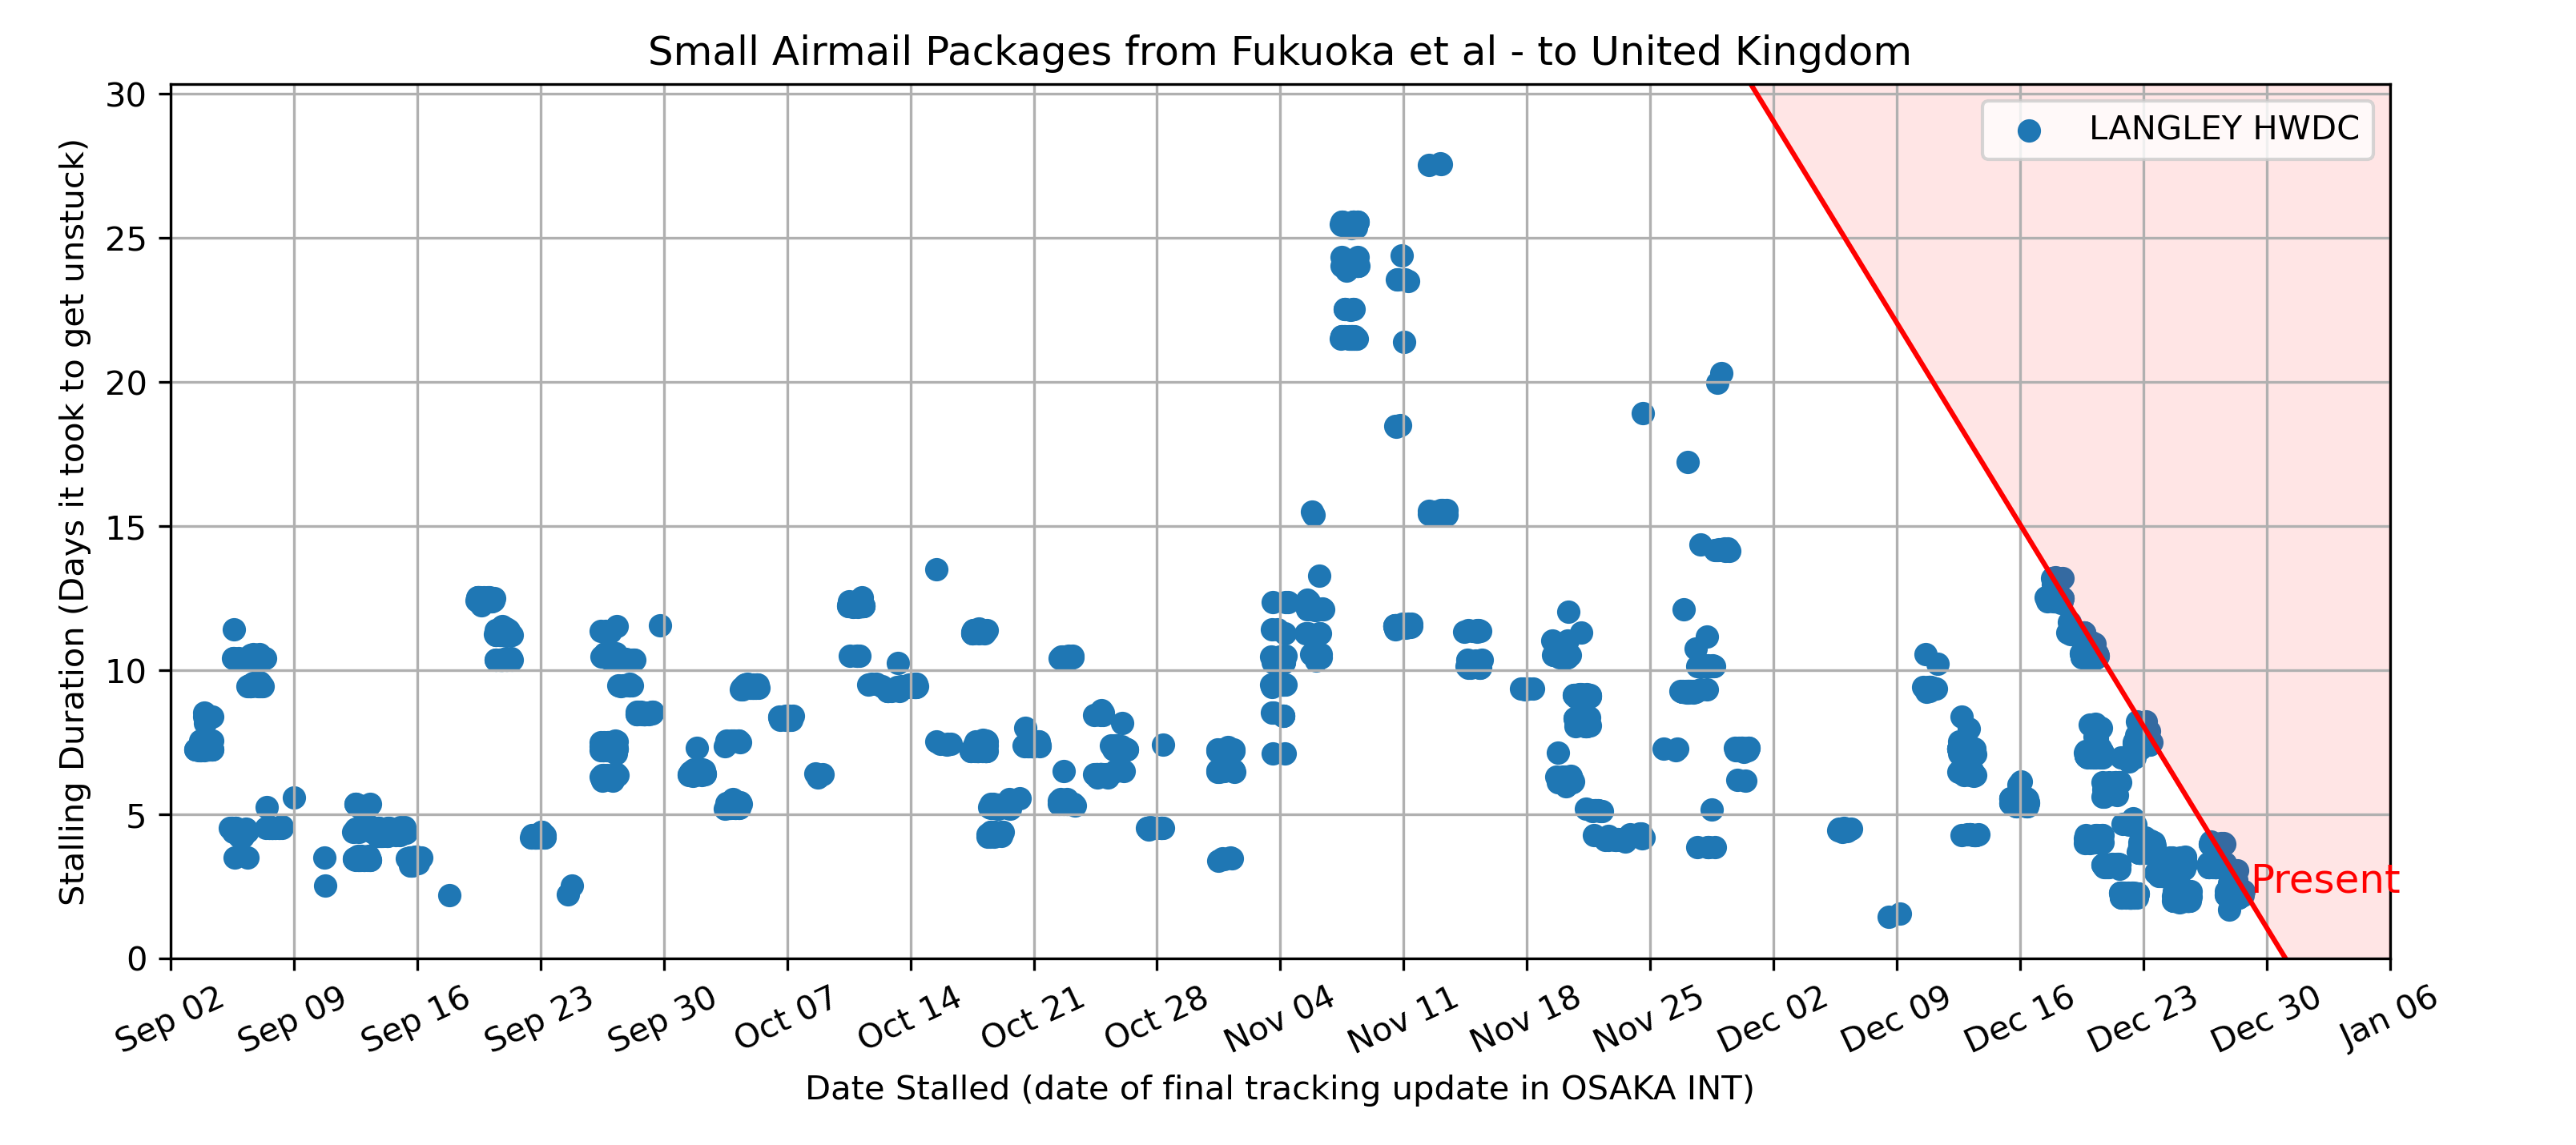 Small Airmail Packages from Fukuoka et al - to United Kingdom
Stalling Duration (Days it took to get unstuck)
30
25
20
15
10
5
0
LANGLEY HWDC
Present
Sep 02
Sep 09
Sep 16
Sep 23
Sep 30
Oct 07
Oct 14
Oct 21
Oct 28
Nov 04
Nov 11
Nov 18
Nov 25
Dec 02
Dec 09
Dec 16
Dec 23
Dec 30
Jan 06
Date Stalled (date of final tracking update in OSAKA INT)